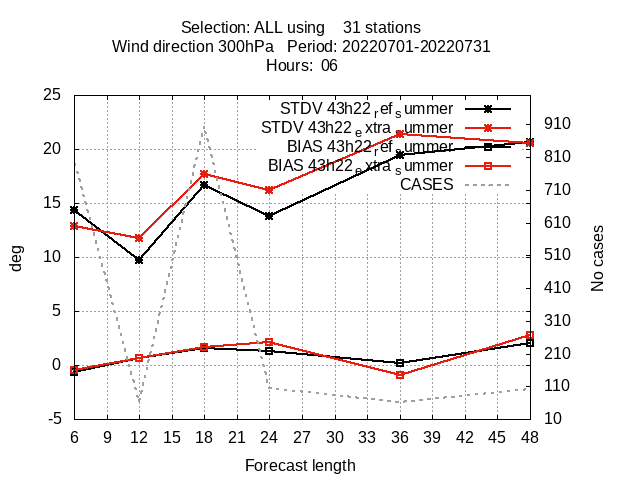 Selection: ALL using    31 stations
Wind direction 300hPa   Period: 20220701-20220731
Hours:  06
25
20
15
10
5
0
-5
deg
STDV 43h22_ref_summer
STDV 43h22_extra_summer
BIAS 43h22_ref_summer
BIAS 43h22_extra_summer
CASES
910
810
710
610
510
410
310
210
110
10
No cases
6 9 12 15 18 21 24 27 30 33 36 39 42 45 48
Forecast length